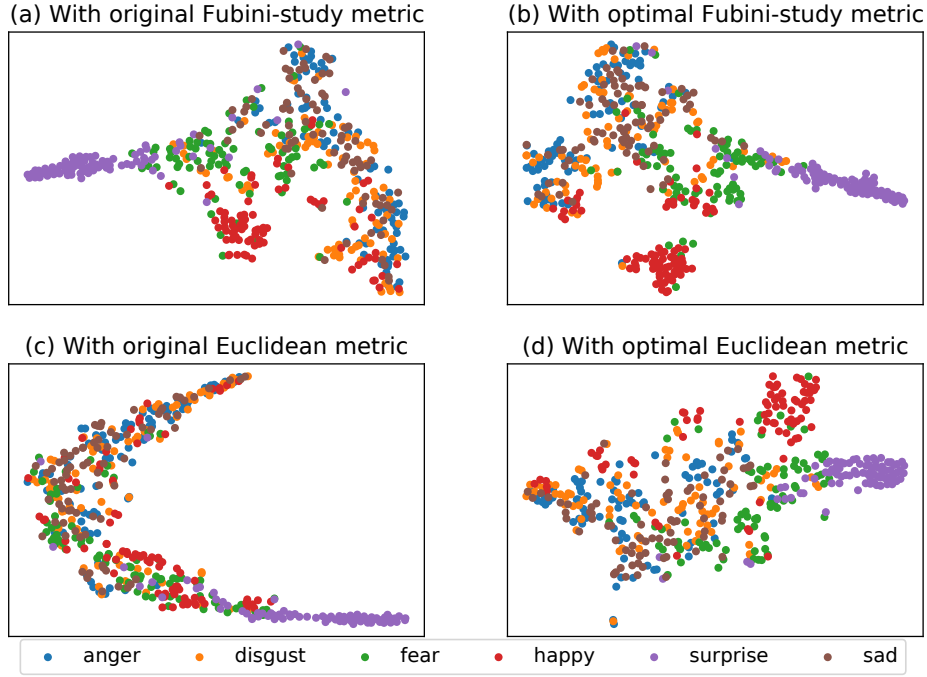 (a) With original Fubini-study metric
(b) With optimal Fubini-study metric
(c) With original Euclidean metric
(d) With optimal Euclidean metric
anger disgust fear happy surprise sad